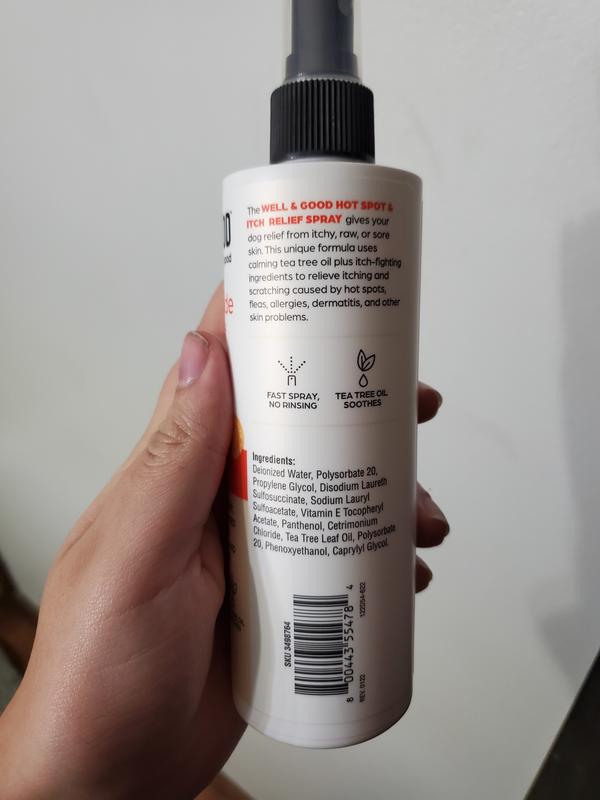 The WELL & GOOD HOT SPOT &
ITCH RELIEF SPRAY gives your
dog relief from itchy, raw, or sore
skin. This unique formula uses
calming tea tree oil plus itch-fighting
ingredients to relieve itching and
scratching caused by hot spots,
fleas, allergies, dermatitis, and other
skin problems.
FAST SPRAY,
NO RINSING
TEA TREE OIL
SOOTHES
Ingredients:
Deionized Water, Polysorbate 20,
Propylene Glycol, Disodium Laureth
Sulfosuccinate, Sodium Lauryl
Sulfoacetate, Vitamin E Tocopheryl
Acetate, Panthenol, Cetrimonium
Chloride, Tea Tree Leaf Oil, Polysorbate
20, Phenoxyethanol, Caprylyl Glycol.
SKU 3498764
8 00443 55478 4
REV. 0122
122054-622